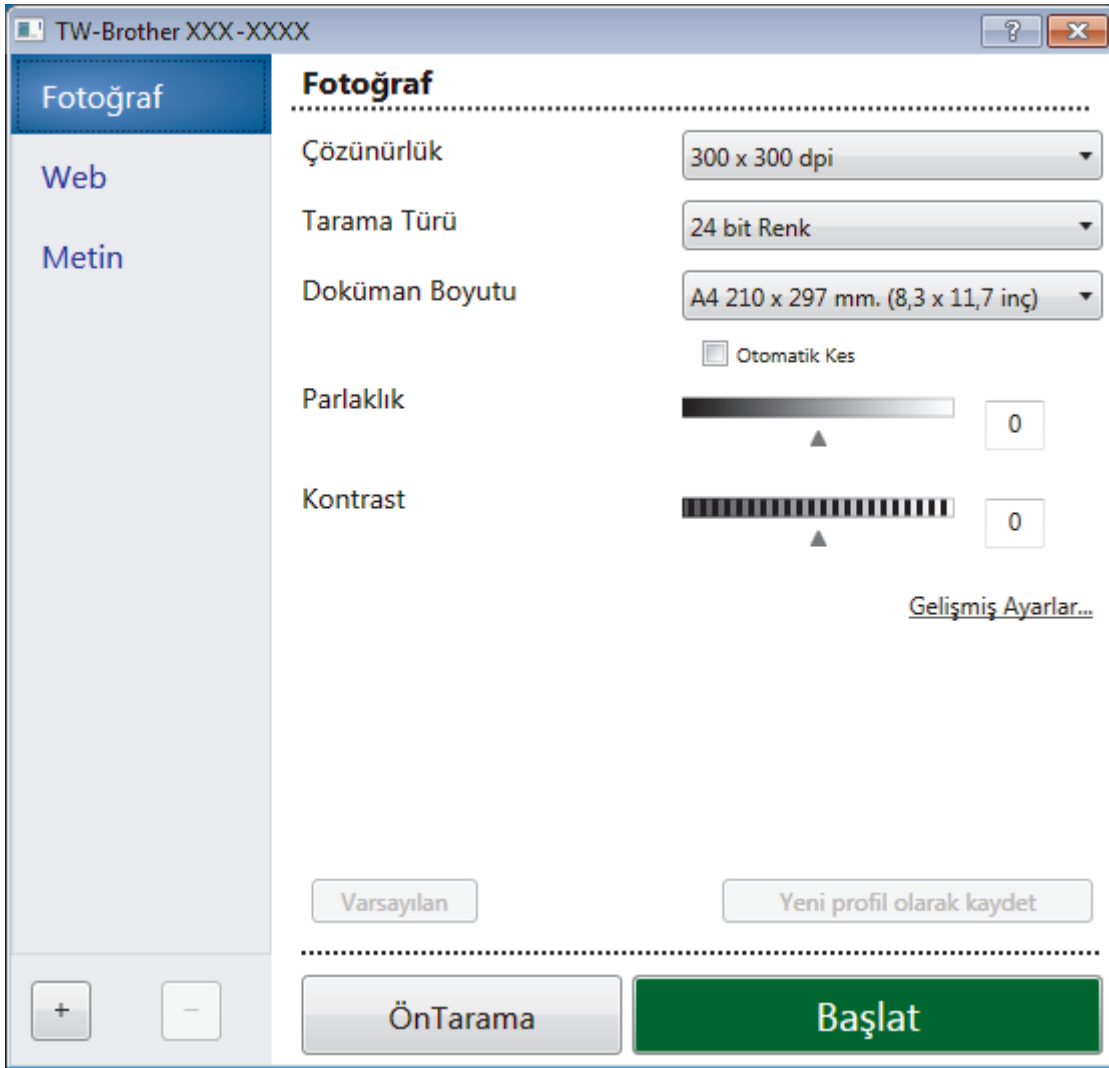 TW-Brother XXX-XXXX
Fotoğraf
Web
Metin
Fotoğraf
Çözünürlük 300 x 300 dpi
Tarama Türü 24 bit Renk
Doküman Boyutu A4 210 x 297 mm. (8,3 x 11,7 inç)
Otomatik Kes
Parlaklık 0
Kontrast 0
Gelişmiş Ayarlar...
Varsayılan Yeni profil olarak kaydet
+ −
ÖnTarama Başlat